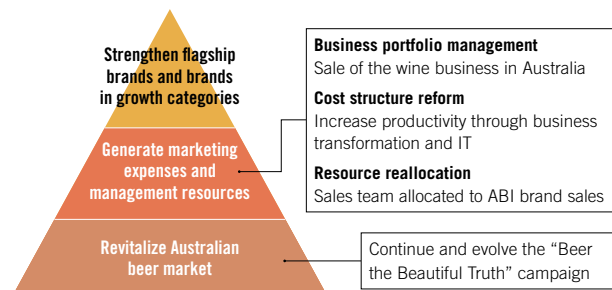 Strengthen flagship
brands and brands
in growth categories
Generate marketing
expenses and
management resources
Revitalize Australian
beer market
Business portfolio management
Sale of the wine business in Australia
Cost structure reform
Increase productivity through business
transformation and IT
Resource reallocation
Sales team allocated to ABI brand sales
Continue and evolve the “Beer
the Beautiful Truth” campaign